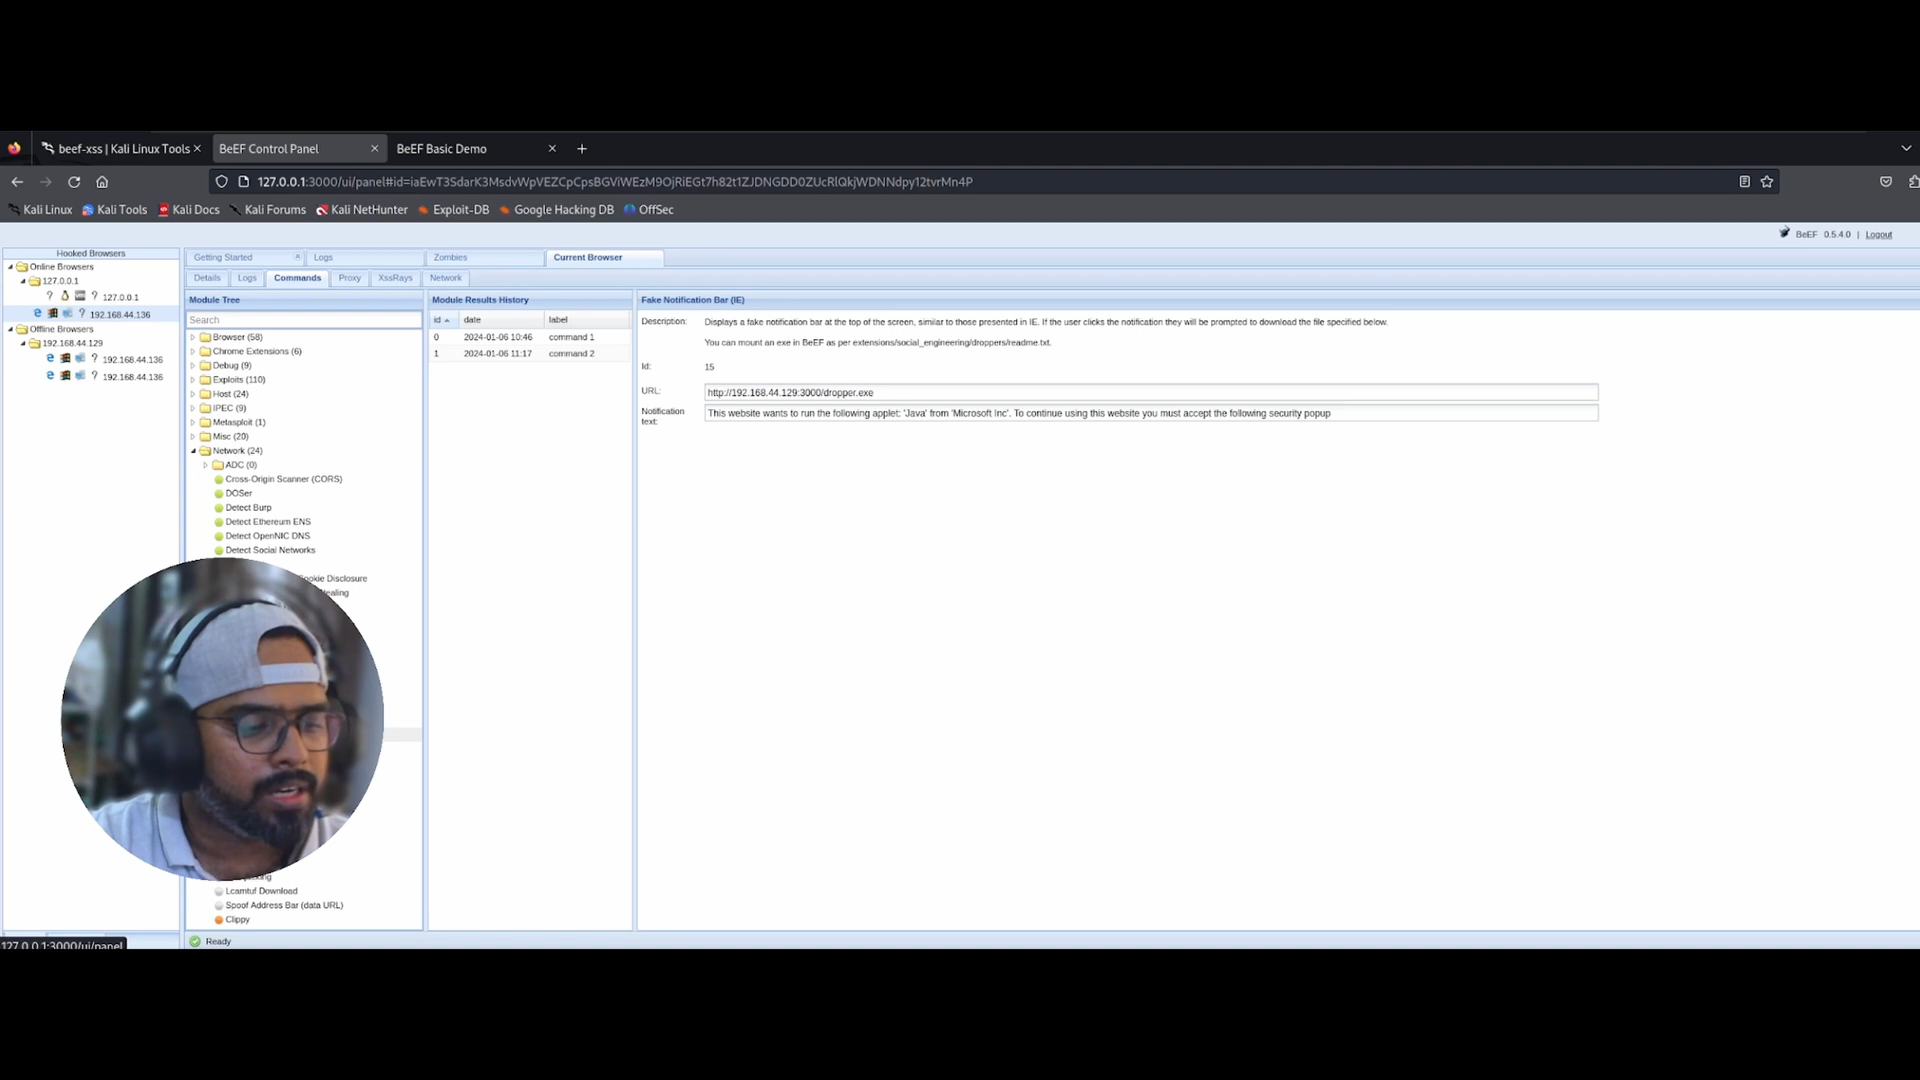 beef-xss | Kali Linux Tools
BeEF Control Panel
BeEF Basic Demo
127.0.0.1:3000/ui/panel#id=iaEwT3SdarK3MsdvWpVEZCpCpsBGViWEzM9OjRiEGt7h82t1ZJDNGDD0ZUcRlQkjWDNNdpy12tvrMn4P
Kali Linux
Kali Tools
Kali Docs
Kali Forums
Kali NetHunter
Exploit-DB
Google Hacking DB
OffSec
BeEF 0.5.4.0 | Logout
Hooked Browsers
Online Browsers
127.0.0.1
? ? 127.0.0.1
? 192.168.44.136
Offline Browsers
192.168.44.129
? 192.168.44.136
? 192.168.44.136
Getting Started
Logs
Zombies
Current Browser
Details
Logs
Commands
Proxy
XssRays
Network
Module Tree
Search
Browser (58)
Chrome Extensions (6)
Debug (9)
Exploits (110)
Host (24)
IPEC (9)
Metasploit (1)
Misc (20)
Network (24)
ADC (0)
Cross-Origin Scanner (CORS)
DOSer
Detect Burp
Detect Ethereum ENS
Detect OpenNIC DNS
Detect Social Networks
Cookie Disclosure
Lcamtuf Download
Spoof Address Bar (data URL)
Clippy
Module Results History
id date label
0 2024-01-06 10:46 command 1
1 2024-01-06 11:17 command 2
Fake Notification Bar (IE)
Description: Displays a fake notification bar at the top of the screen, similar to those presented in IE. If the user clicks the notification they will be prompted to download the file specified below.
You can mount an exe in BeEF as per extensions/social_engineering/droppers/readme.txt.
Id: 15
URL: http://192.168.44.129:3000/dropper.exe
Notification text: This website wants to run the following applet: 'Java' from 'Microsoft Inc'. To continue using this website you must accept the following security popup
127.0.0.1:3000/ui/panel
Ready